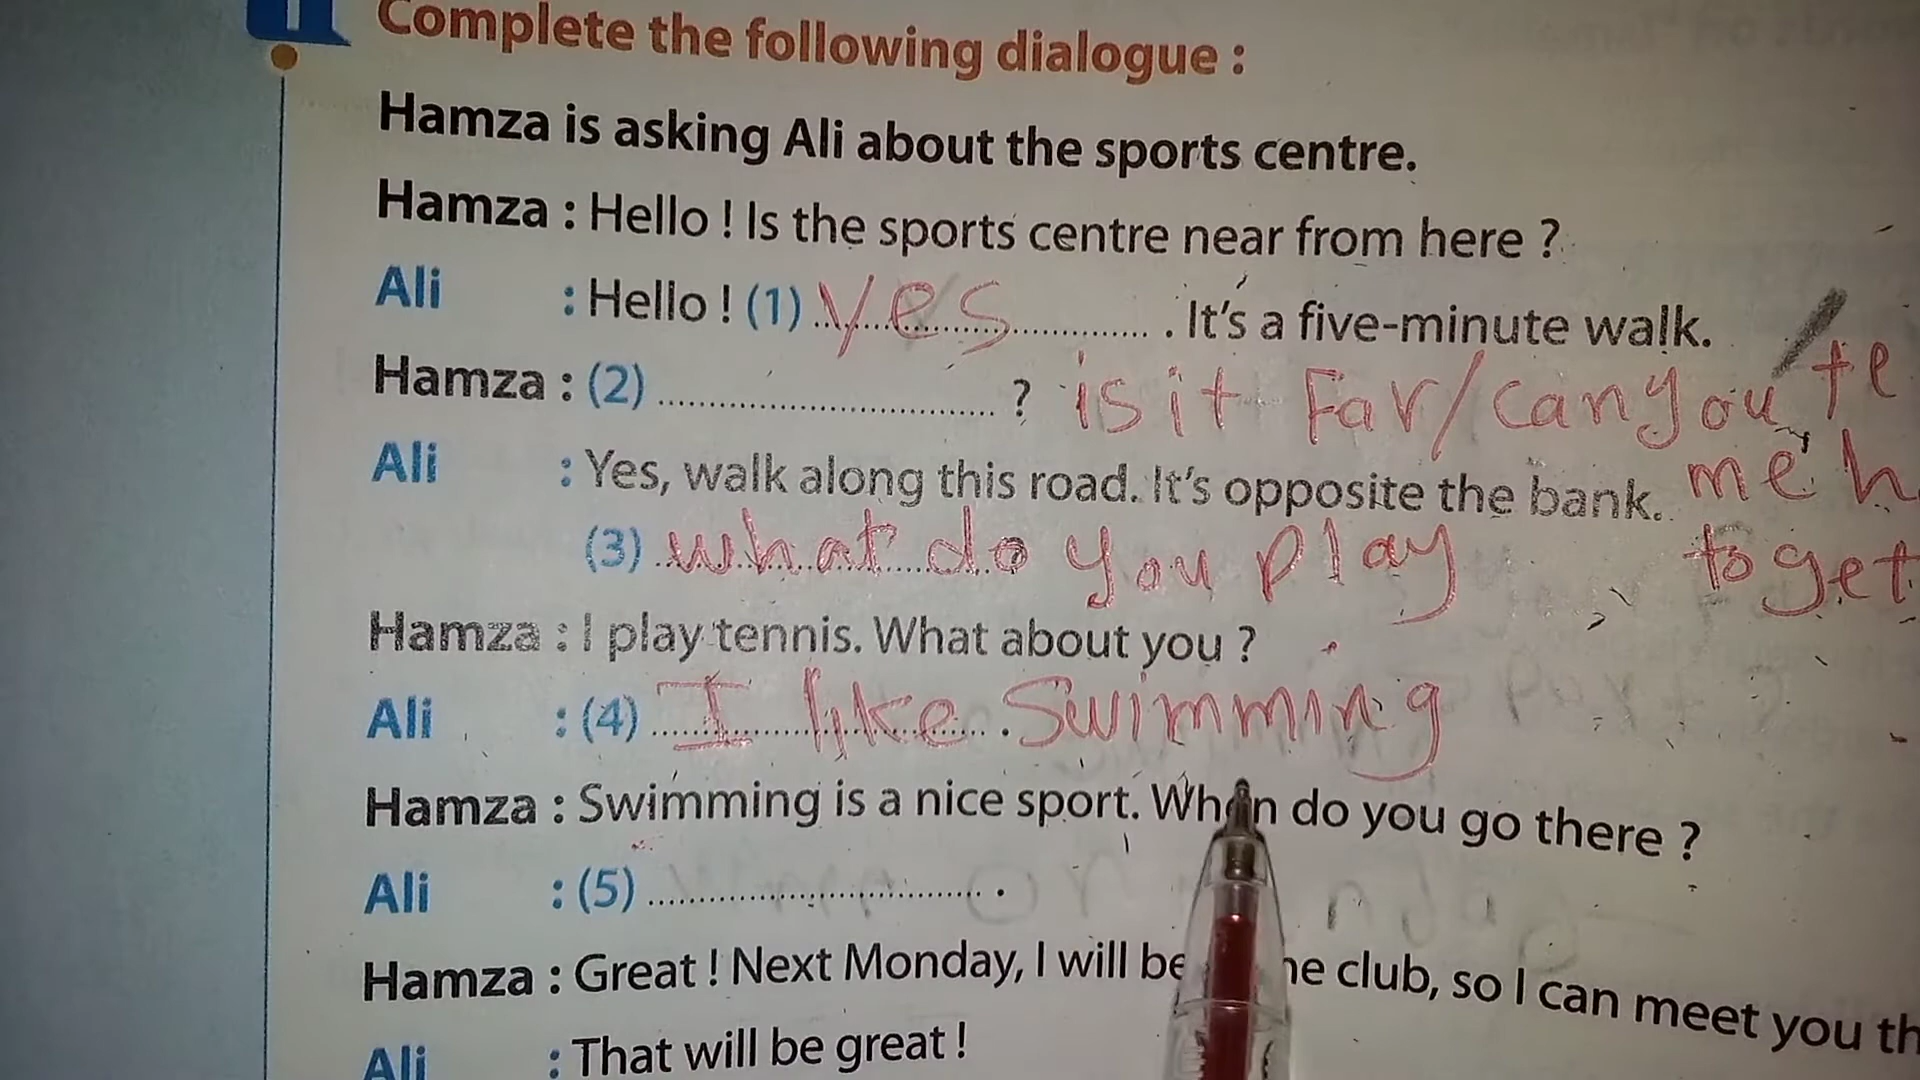 Complete the following dialogue :
Hamza is asking Ali about the sports centre.
Hamza : Hello ! Is the sports centre near from here ?
Ali : Hello ! (1) yes . It's a five-minute walk.
Hamza : (2) ? is it Far/can you te
Ali : Yes, walk along this road. It's opposite the bank. me h
(3) what do you play to get
Hamza : I play tennis. What about you ?
Ali : (4) I like . Swimming
Hamza : Swimming is a nice sport. When do you go there ?
Ali : (5) .
Hamza : Great ! Next Monday, I will be club, so I can meet you th
Ali : That will be great !